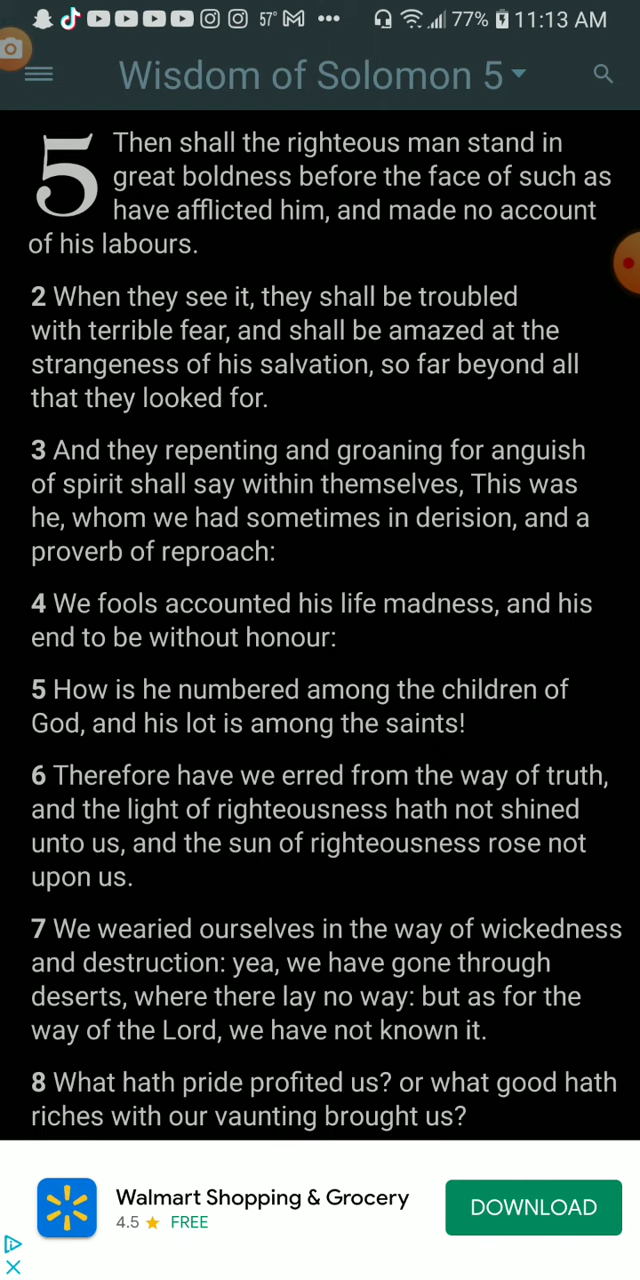 57° 77% 11:13 AM
Wisdom of Solomon 5
5 Then shall the righteous man stand in
great boldness before the face of such as
have afflicted him, and made no account
of his labours.
2 When they see it, they shall be troubled
with terrible fear, and shall be amazed at the
strangeness of his salvation, so far beyond all
that they looked for.
3 And they repenting and groaning for anguish
of spirit shall say within themselves, This was
he, whom we had sometimes in derision, and a
proverb of reproach:
4 We fools accounted his life madness, and his
end to be without honour:
5 How is he numbered among the children of
God, and his lot is among the saints!
6 Therefore have we erred from the way of truth,
and the light of righteousness hath not shined
unto us, and the sun of righteousness rose not
upon us.
7 We wearied ourselves in the way of wickedness
and destruction: yea, we have gone through
deserts, where there lay no way: but as for the
way of the Lord, we have not known it.
8 What hath pride profited us? or what good hath
riches with our vaunting brought us?
Walmart Shopping & Grocery
4.5 ★ FREE
DOWNLOAD